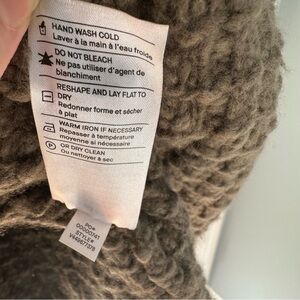 HAND WASH COLD
Laver à la main à l'eau froide
DO NOT BLEACH
Ne pas utiliser d'agent de
blanchiment
RESHAPE AND LAY FLAT TO
DRY
Redonner forme et sécher
à plat
WARM IRON IF NECESSARY
Repasser à température
moyenne si nécessaire
P
OR DRY CLEAN
Ou nettoyer à sec
PO#
STYLE#